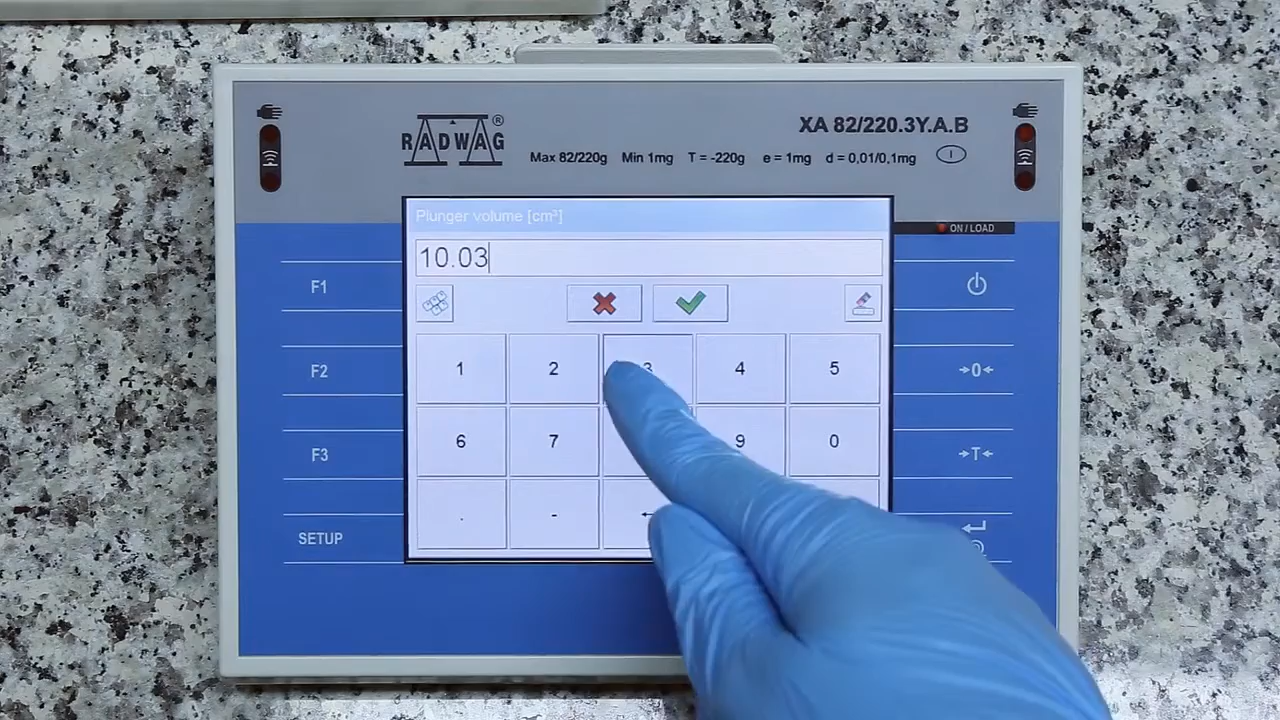 RADWAG®
XA 82/220.3Y.A.B
Max 82/220g Min 1mg T = -220g e = 1mg d = 0,01/0,1mg
I
ON / LOAD
Plunger volume [cm³]
10.03
F1
F2
F3
SETUP
1 2 3 4 5
6 7 9 0
. - ←
→0←
→T←